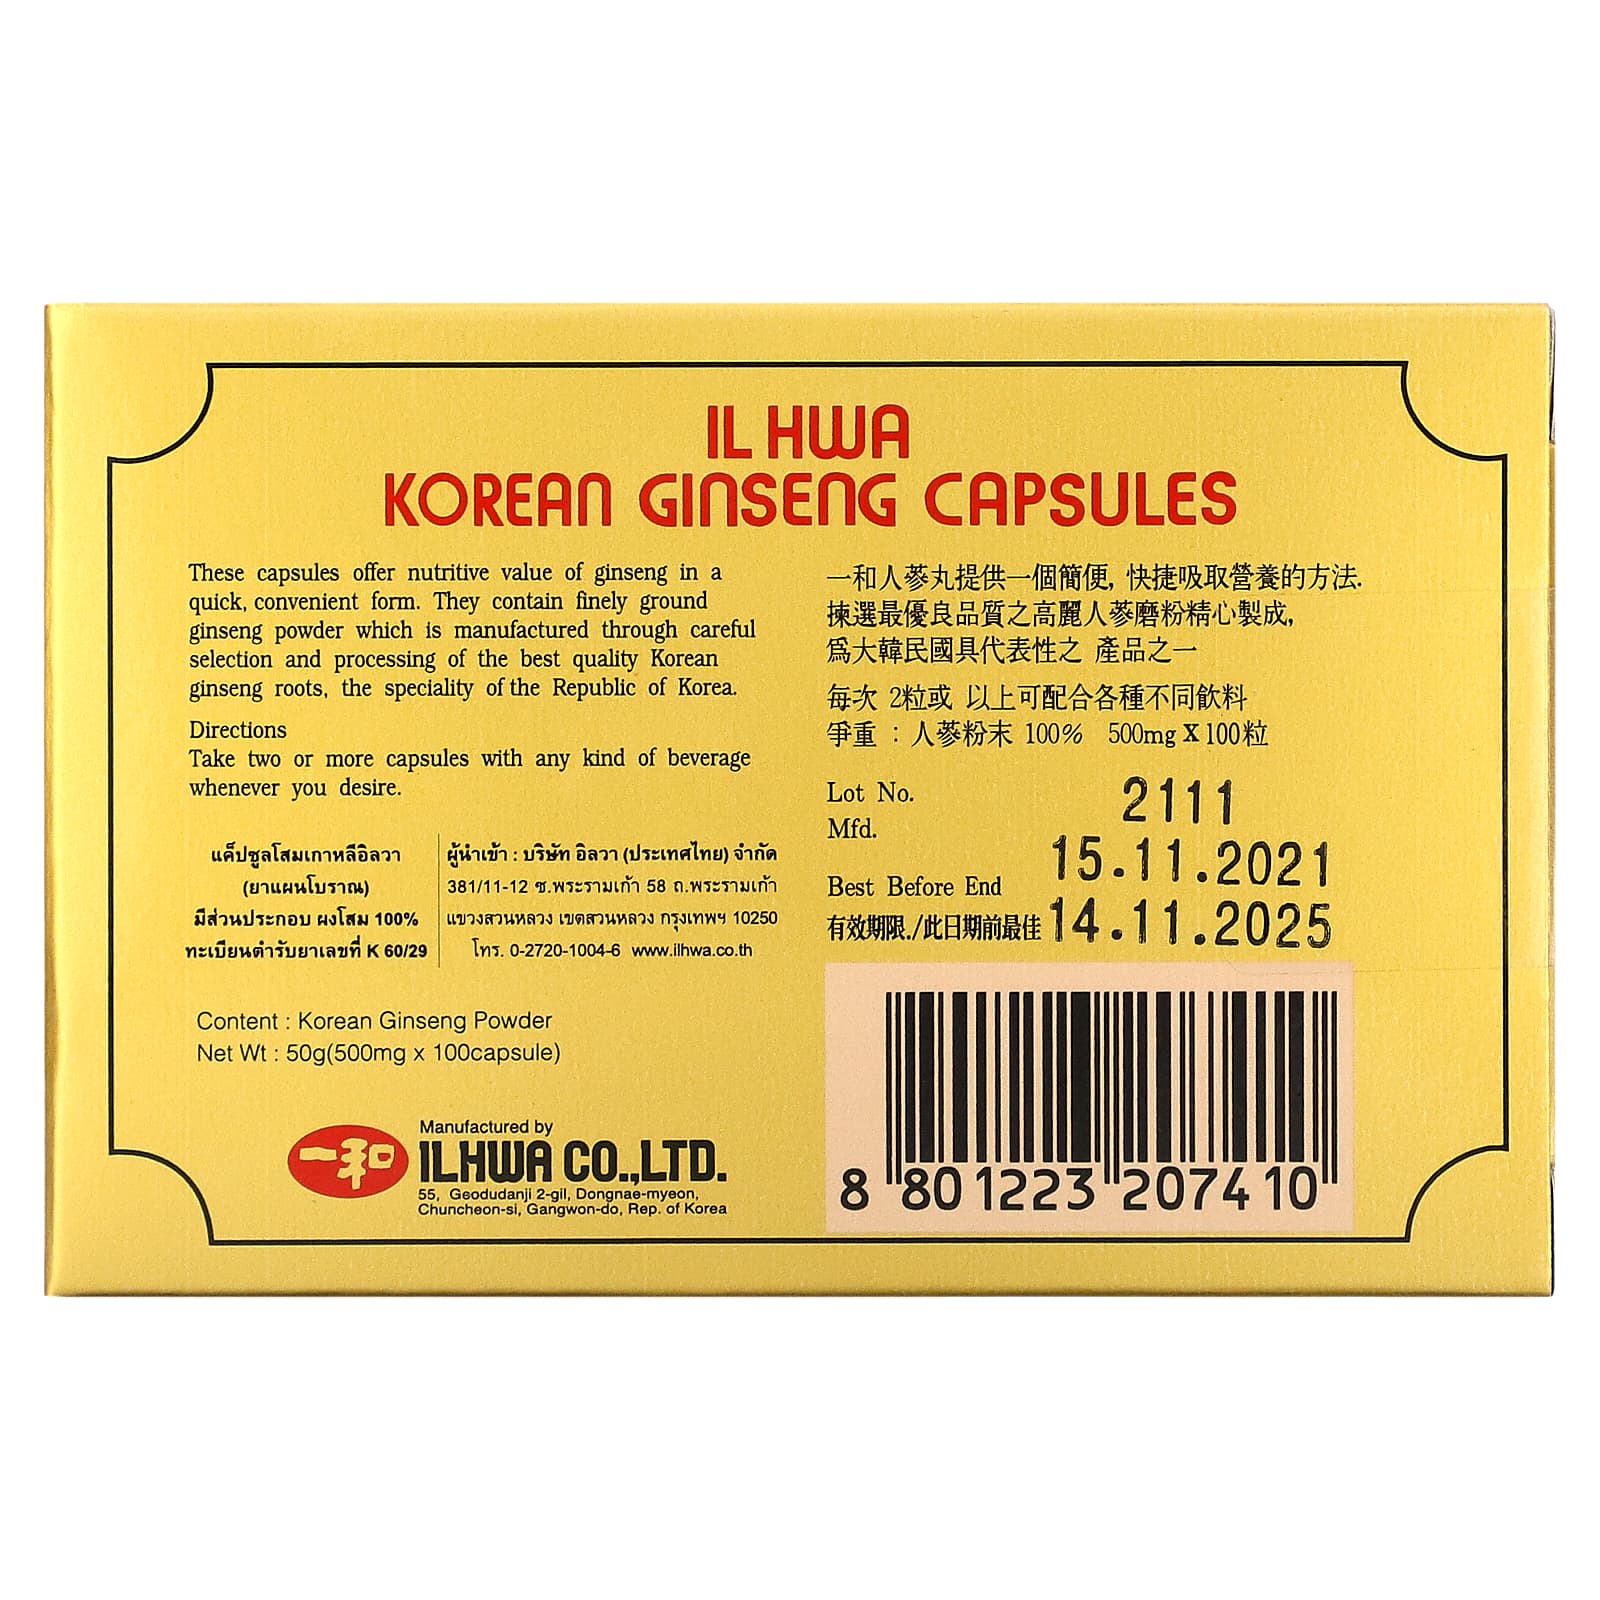 IL HWA
KOREAN GINSENG CAPSULES
These capsules offer nutritive value of ginseng in a
quick, convenient form. They contain finely ground
ginseng powder which is manufactured through careful
selection and processing of the best quality Korean
ginseng roots, the speciality of the Republic of Korea.
Directions
Take two or more capsules with any kind of beverage
whenever you desire.
แค็ปซูลโสมเกาหลีอิลวา
(ยาแผนโบราณ)
มีส่วนประกอบ ผงโสม 100%
ทะเบียนตำรับยาเลขที่ K 60/29
ผู้นำเข้า : บริษัท อิลวา (ประเทศไทย) จำกัด
381/11-12 ซ.พระรามเก้า 58 ถ.พระรามเก้า
แขวงสวนหลวง เขตสวนหลวง กรุงเทพฯ 10250
โทร. 0-2720-1004-6 www.ilhwa.co.th
Content : Korean Ginseng Powder
Net Wt : 50g(500mg x 100capsule)
一和
Manufactured by
ILHWA CO.,LTD.
55, Geodudanji 2-gil, Dongnae-myeon,
Chuncheon-si, Gangwon-do, Rep. of Korea
一和人蔘丸提供一個簡便, 快捷吸取營養的方法.
揀選最優良品質之高麗人蔘磨粉精心製成,
爲大韓民國具代表性之 產品之一
每次 2粒或 以上可配合各種不同飲料
爭重 : 人蔘粉末 100% 500mg X 100粒
Lot No. 2111
Mfd. 15.11.2021
Best Before End
有效期限./此日期前最佳 14.11.2025
8 801223 207410